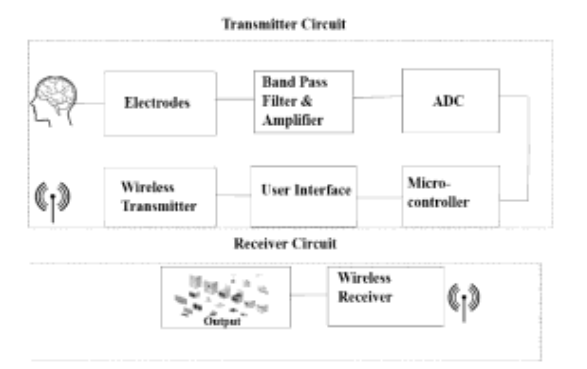 Transmitter Circuit
Electrodes
Band Pass
Filter &
Amplifier
ADC
Wireless
Transmitter
User Interface
Micro-
controller
Receiver Circuit
Output
Wireless
Receiver